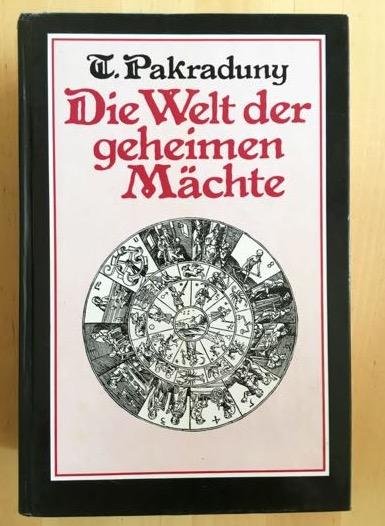 T. Pakraduny
Die Welt der
geheimen
Mächte